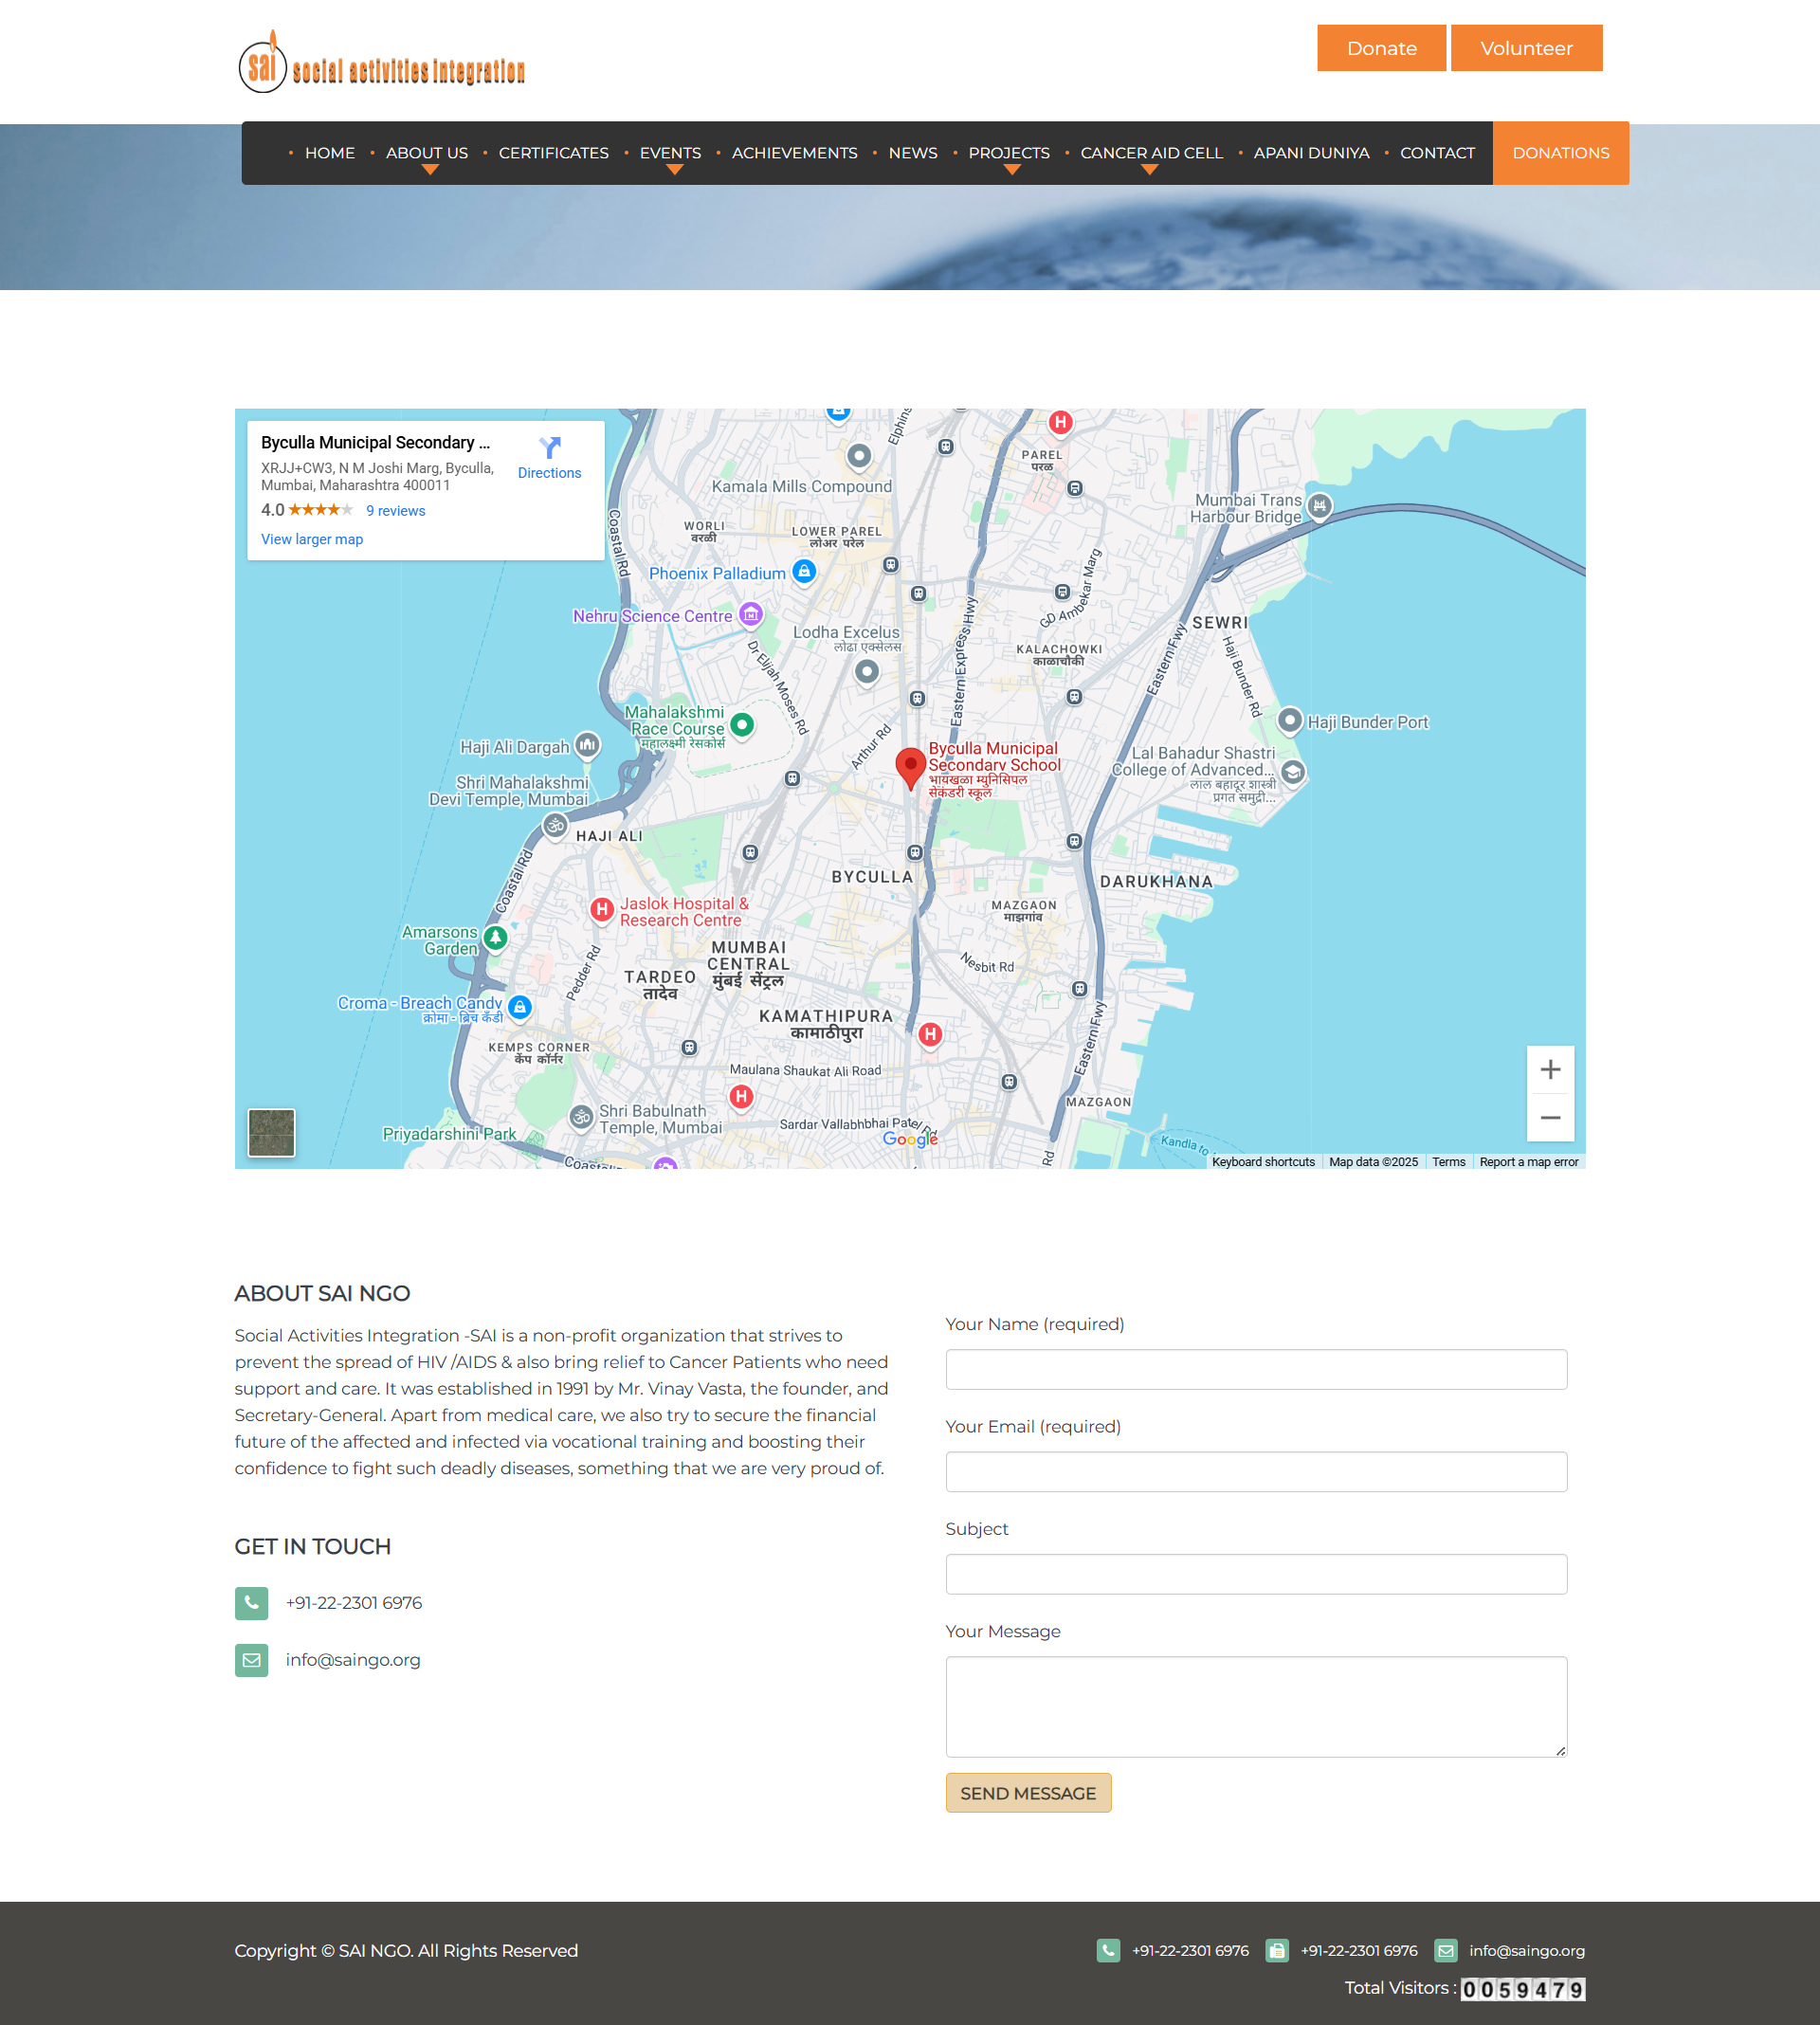 sai social activities integration
Donate
Volunteer
HOME
ABOUT US
CERTIFICATES
EVENTS
ACHIEVEMENTS
NEWS
PROJECTS
CANCER AID CELL
APANI DUNIYA
CONTACT
DONATIONS
Byculla Municipal Secondary ...
XRJJ+CW3, N M Joshi Marg, Byculla,
Mumbai, Maharashtra 400011
4.0
9 reviews
View larger map
Directions
Elphins
PAREL
परळ
Kamala Mills Compound
Mumbai Trans
Harbour Bridge
Coastal Rd
WORLI
वरळी
LOWER PAREL
लोअर परेल
Phoenix Palladium
GD Ambekar Marg
Nehru Science Centre
Lodha Excelus
लोढा एक्सेलस
Eastern Express Hwy
SEWRI
Dr Elijah Moses Rd
KALACHOWKI
काळाचौकी
Eastern Fwy
Haji Bunder Rd
Mahalakshmi
Race Course
महालक्ष्मी रेसकोर्स
Haji Bunder Port
Haji Ali Dargah
Arthur Rd
Byculla Municipal
Secondary School
भायखळा म्युनिसिपल
सेकंडरी स्कूल
Lal Bahadur Shastri
College of Advanced...
लाल बहादूर शास्त्री
प्रगत समुद्री...
Shri Mahalakshmi
Devi Temple, Mumbai
HAJI ALI
Coastal Rd
BYCULLA
DARUKHANA
Jaslok Hospital &
Research Centre
MAZGAON
माझगांव
Amarsons
Garden
MUMBAI
CENTRAL
मुंबई सेंट्रल
Pedder Rd
TARDEO
तादेव
Nesbit Rd
Croma - Breach Candy
क्रोमा - ब्रिच कँडी
KAMATHIPURA
कामाठीपुरा
Eastern Fwy
KEMPS CORNER
केंप कॉर्नर
Maulana Shaukat Ali Road
MAZGAON
Shri Babulnath
Temple, Mumbai
Sardar Vallabhbhai Patel Rd
Priyadarshini Park
Google
Rd
Kandla to
Coastal
Keyboard shortcuts
Map data ©2025
Terms
Report a map error
ABOUT SAI NGO
Social Activities Integration -SAI is a non-profit organization that strives to
prevent the spread of HIV /AIDS & also bring relief to Cancer Patients who need
support and care. It was established in 1991 by Mr. Vinay Vasta, the founder, and
Secretary-General. Apart from medical care, we also try to secure the financial
future of the affected and infected via vocational training and boosting their
confidence to fight such deadly diseases, something that we are very proud of.
GET IN TOUCH
+91-22-2301 6976
info@saingo.org
Your Name (required)
Your Email (required)
Subject
Your Message
SEND MESSAGE
Copyright © SAI NGO. All Rights Reserved
+91-22-2301 6976
+91-22-2301 6976
info@saingo.org
Total Visitors : 0059479